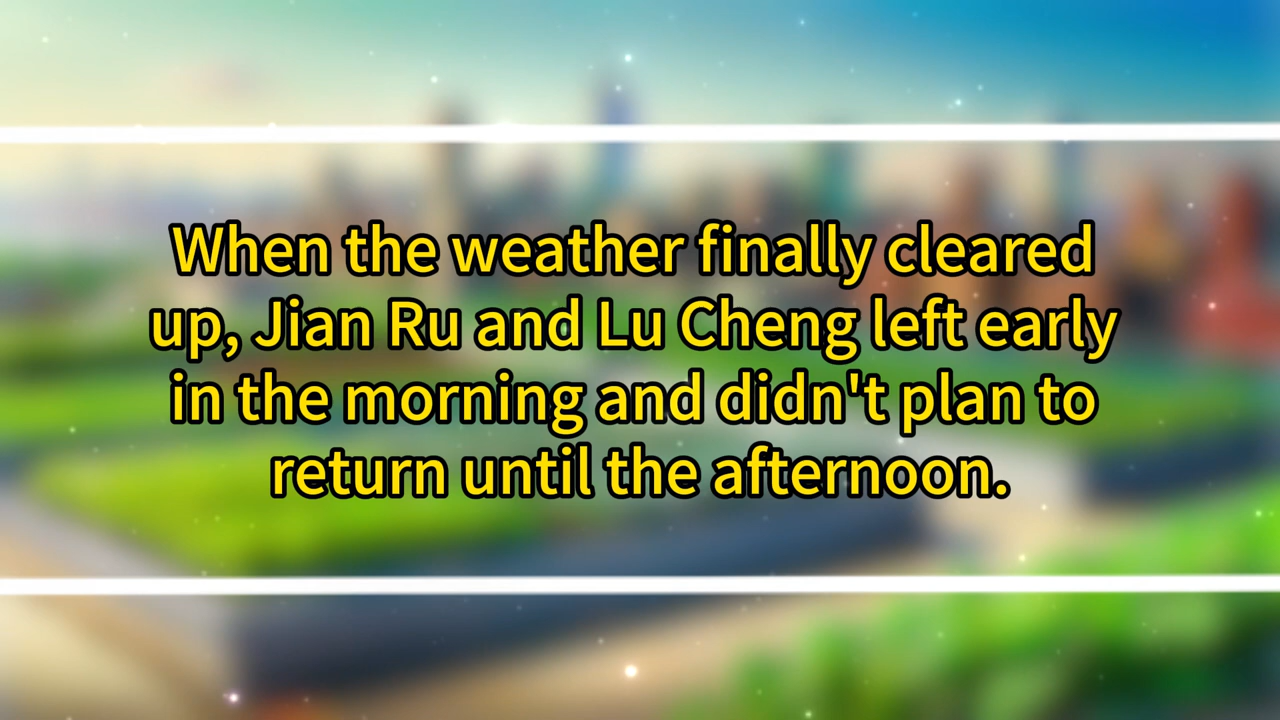 When the weather finally cleared
up, Jian Ru and Lu Cheng left early
in the morning and didn't plan to
return until the afternoon.